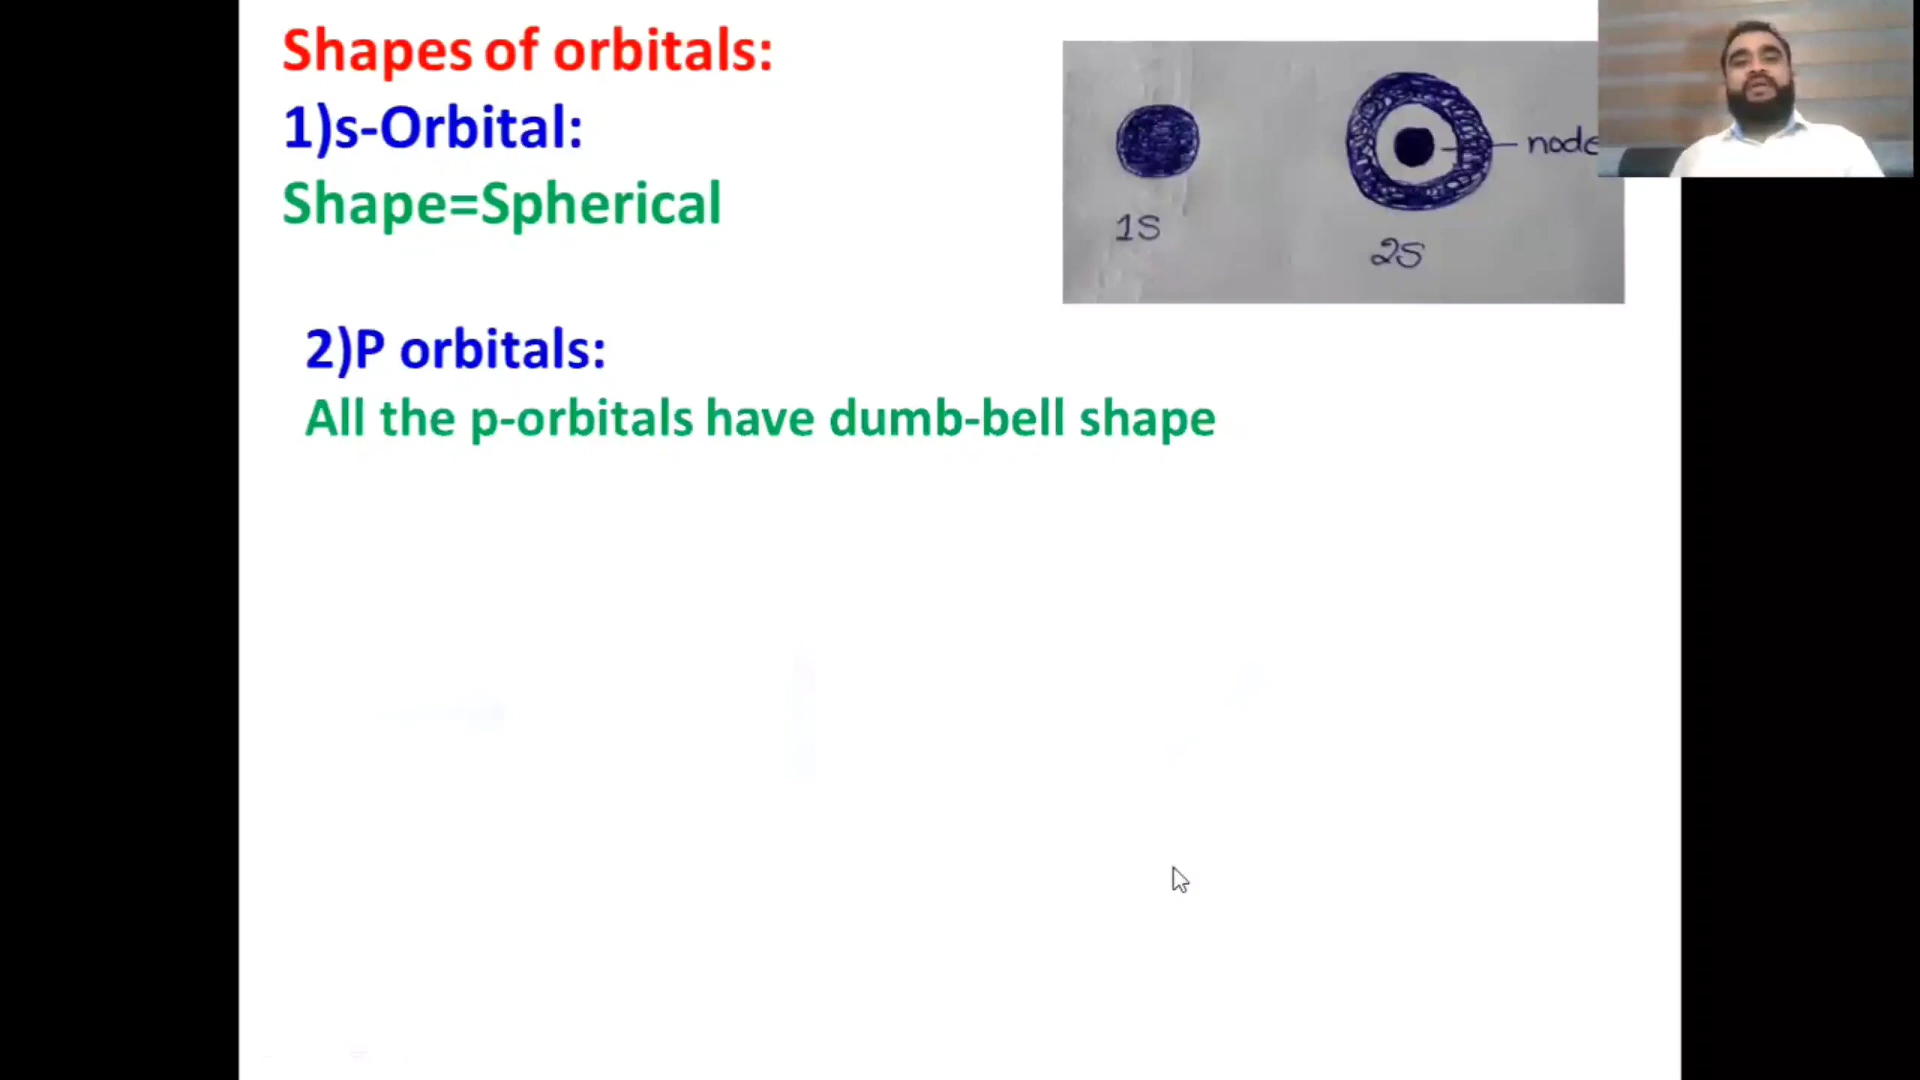 Shapes of orbitals:
1)s-Orbital:
Shape=Spherical
node
1S
2S
2)P orbitals:
All the p-orbitals have dumb-bell shape